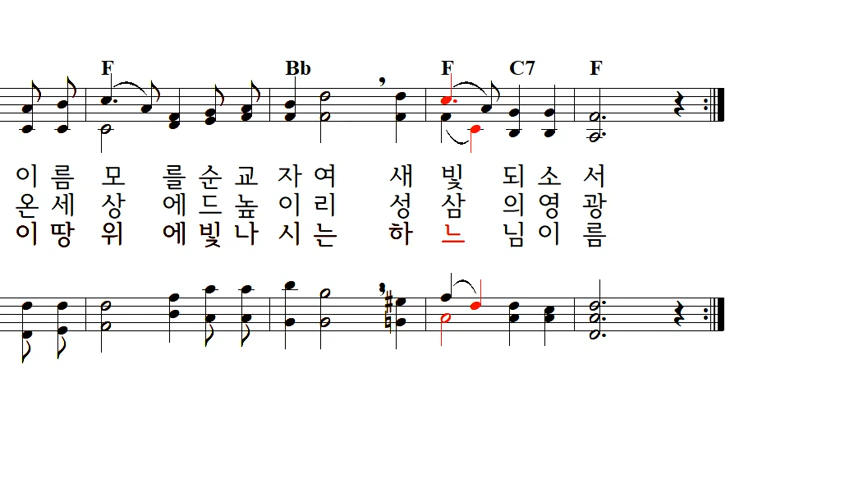 F Bb F C7 F
이 름 모 를 순 교 자 여 새 빛 되 소 서
온 세 상 에 드 높 이 리 성 삼 의 영 광
이 땅 위 에 빛 나 시 는 하 느 님 이 름